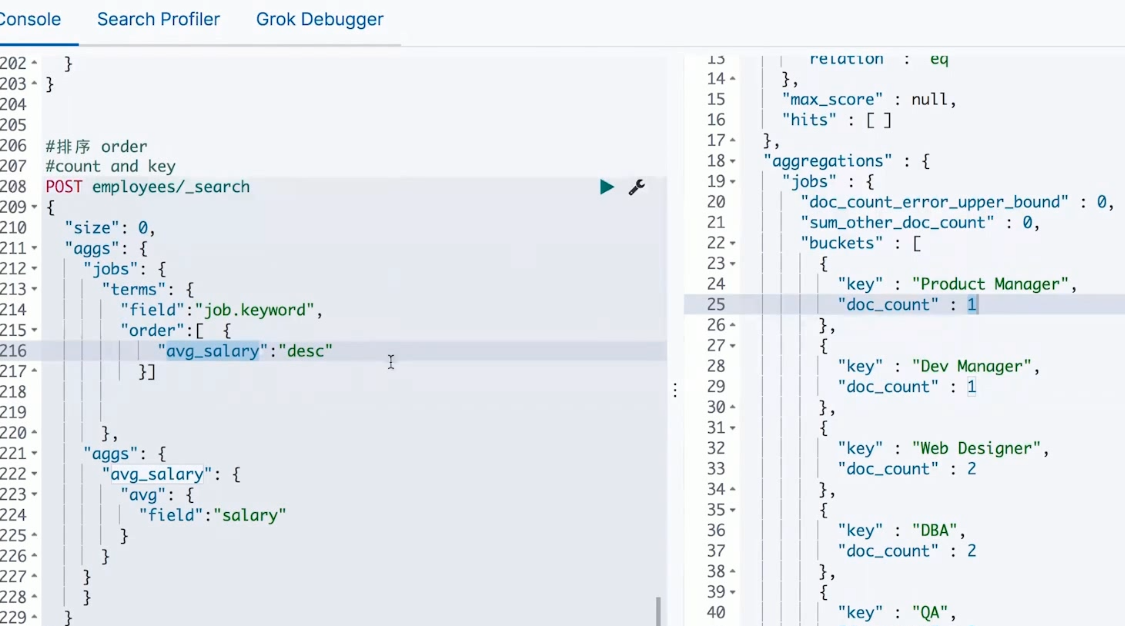 Console Search Profiler Grok Debugger
202 }
203 }
204
205
206 #排序 order
207 #count and key
208 POST employees/_search
209 {
210 "size": 0,
211 "aggs": {
212 "jobs": {
213 "terms": {
214 "field":"job.keyword",
215 "order":[ {
216 "avg_salary":"desc"
217 }]
218
219
220 },
221 "aggs": {
222 "avg_salary": {
223 "avg": {
224 "field":"salary"
225 }
226 }
227 }
228 }
229 }
13 "relation" : "eq"
14 },
15 "max_score" : null,
16 "hits" : [ ]
17 },
18 "aggregations" : {
19 "jobs" : {
20 "doc_count_error_upper_bound" : 0,
21 "sum_other_doc_count" : 0,
22 "buckets" : [
23 {
24 "key" : "Product Manager",
25 "doc_count" : 1
26 },
27 {
28 "key" : "Dev Manager",
29 "doc_count" : 1
30 },
31 {
32 "key" : "Web Designer",
33 "doc_count" : 2
34 },
35 {
36 "key" : "DBA",
37 "doc_count" : 2
38 },
39 {
40 "key" : "QA",